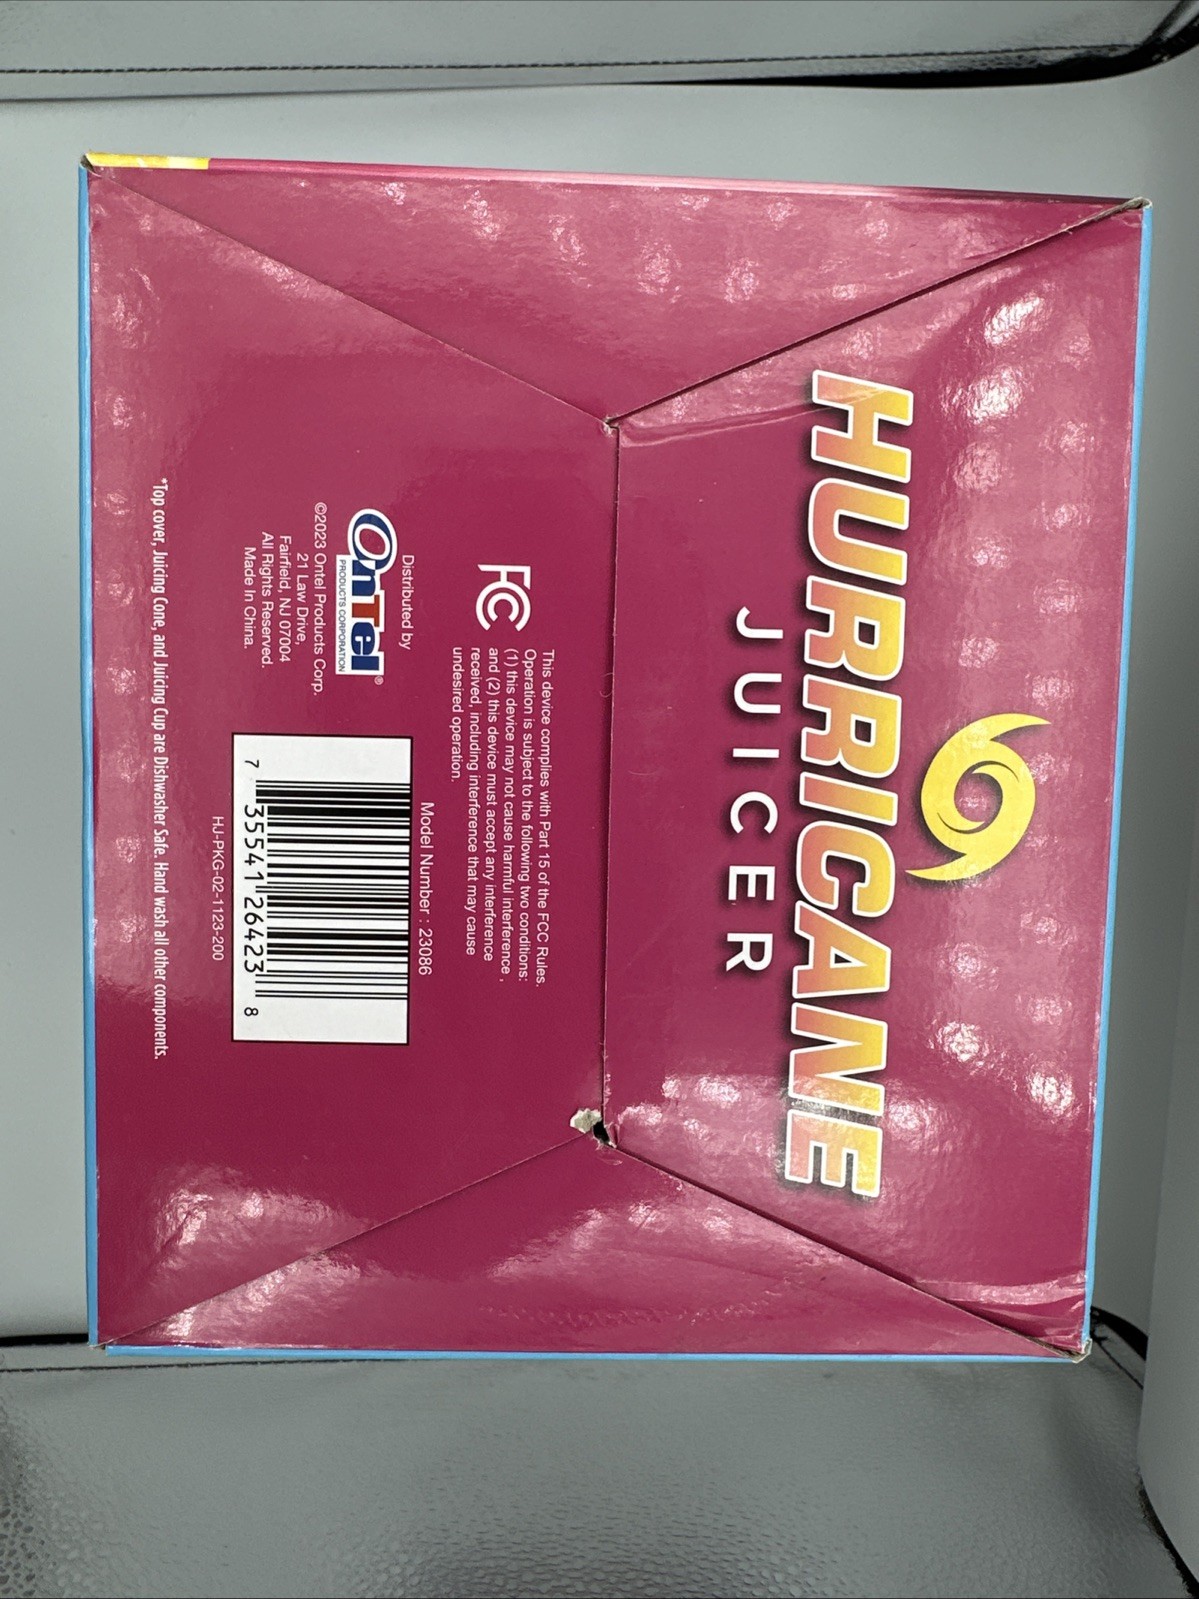 HURRICANE
JUICER
FC
This device complies with Part 15 of the FCC Rules.
Operation is subject to the following two conditions:
(1) this device may not cause harmful interference,
and (2) this device must accept any interference
received, including interference that may cause
undesired operation.
Distributed by
OnTel®
PRODUCTS CORPORATION
©2023 Ontel Products Corp.
21 Law Drive,
Fairfield, NJ 07004
All Rights Reserved.
Made In China.
Model Number : 23086
7 35541 26423 8
HJ-PKG-02-1123-200
*Top cover, Juicing Cone, and Juicing Cup are Dishwasher Safe. Hand wash all other components.